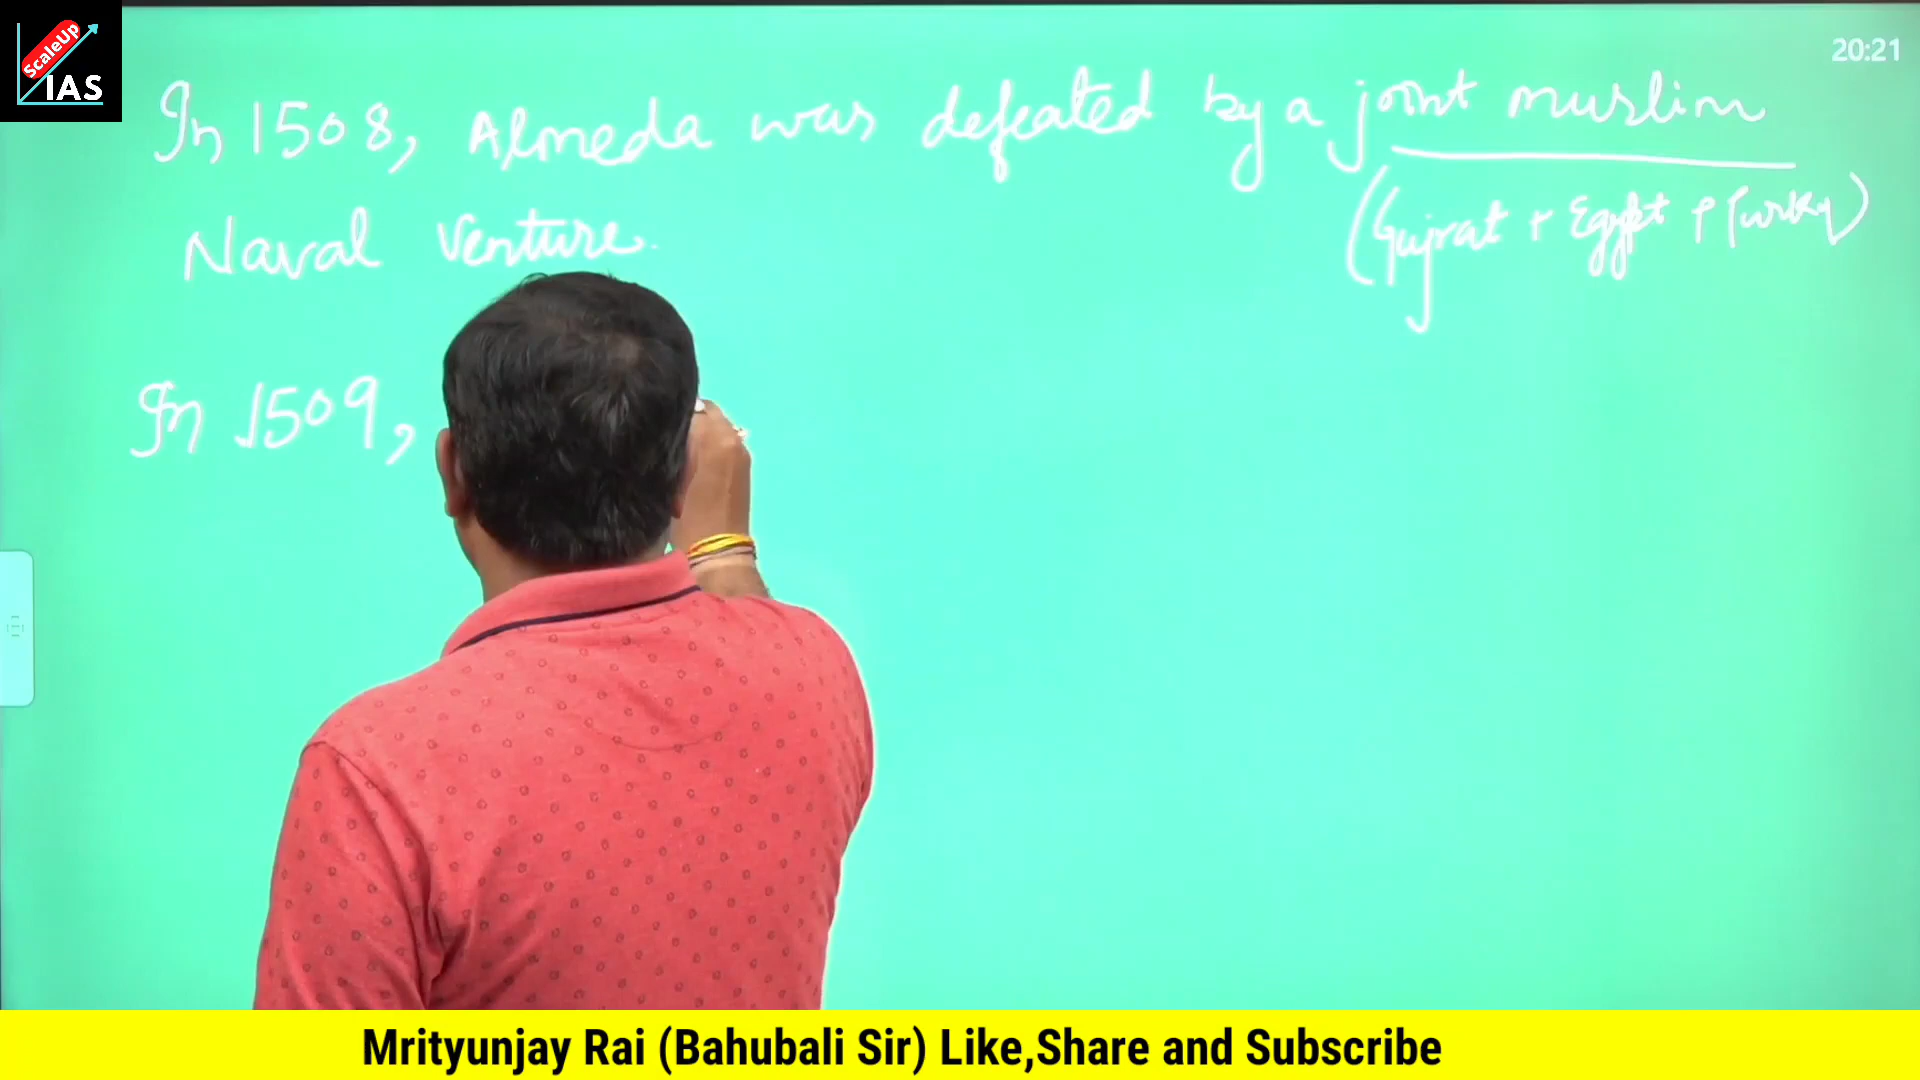 ScaleUp
IAS
20:21
In 1508, Almeda was defeated by a joint muslim
(Gujrat + Egypt + Turky)
Naval Venture.
In 1509,
Mrityunjay Rai (Bahubali Sir) Like,Share and Subscribe